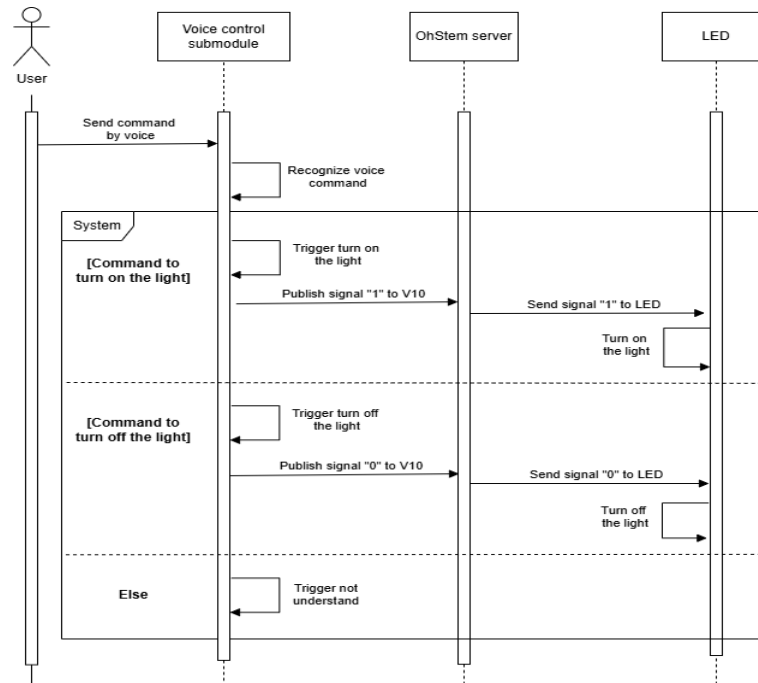 Voice control
submodule
OhStem server
LED
User
Send command
by voice
Recognize voice
command
System
[Command to
turn on the light]
Trigger turn on
the light
Publish signal "1" to V10
Send signal "1" to LED
Turn on
the light
[Command to
turn off the light]
Trigger turn off
the light
Publish signal "0" to V10
Send signal "0" to LED
Turn off
the light
Else
Trigger not
understand